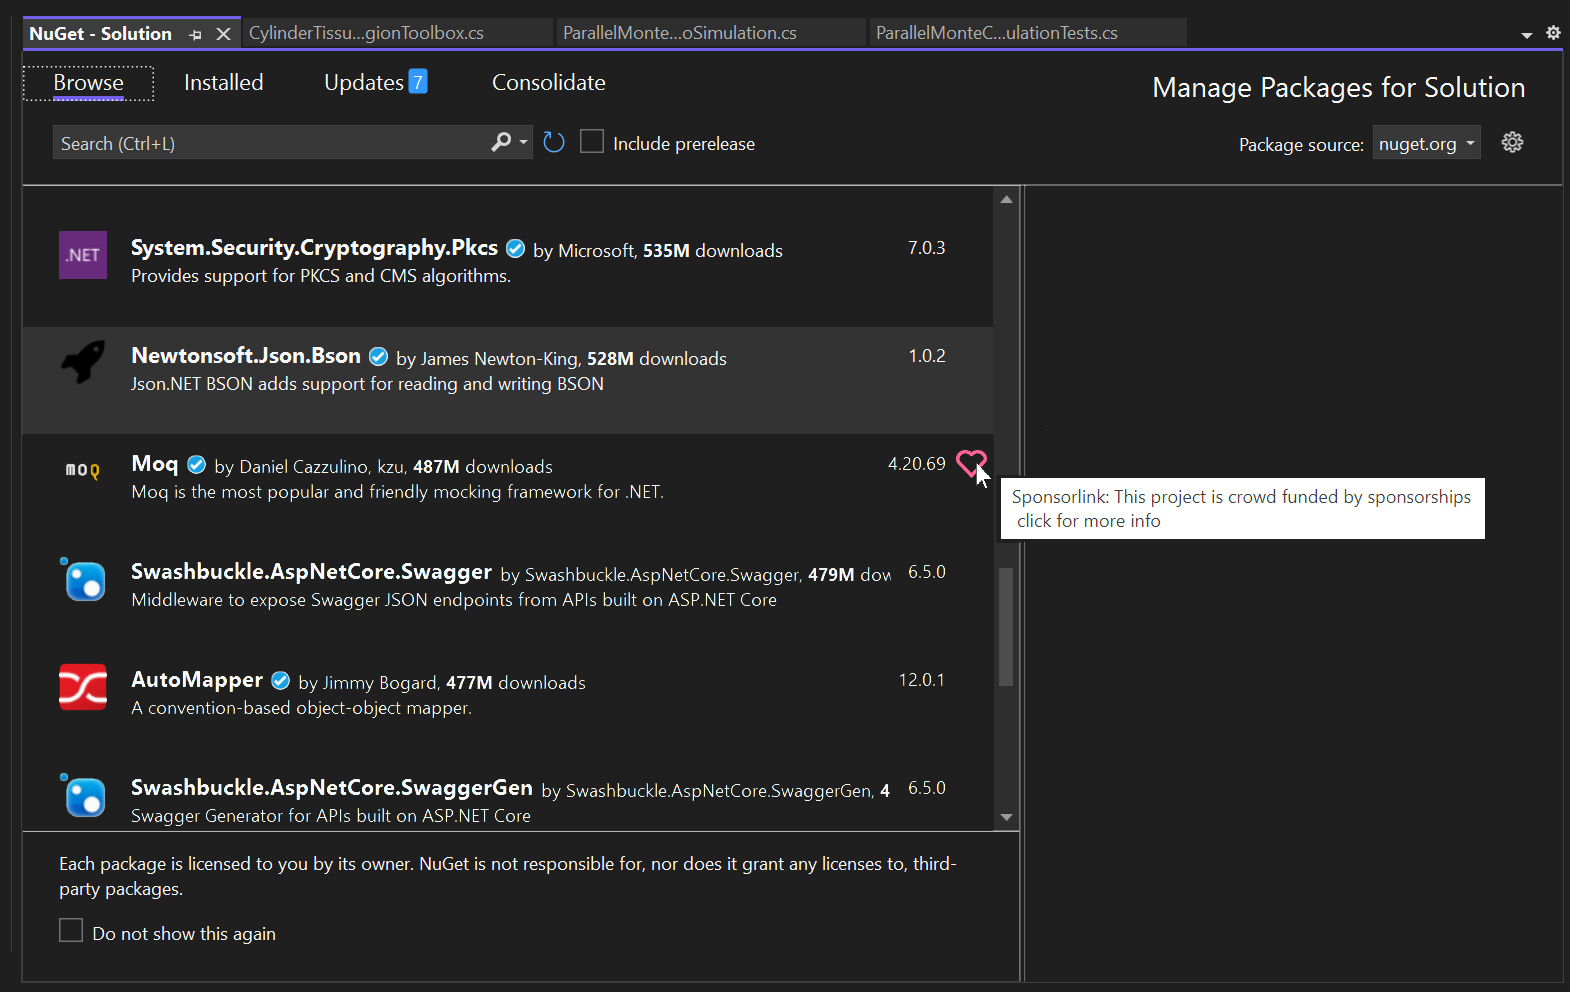 NuGet - Solution
CylinderTissu...gionToolbox.cs
ParallelMonte...oSimulation.cs
ParallelMonteC...ulationTests.cs
Browse
Installed
Updates 7
Consolidate
Manage Packages for Solution
Search (Ctrl+L)
Include prerelease
Package source: nuget.org
.NET
System.Security.Cryptography.Pkcs by Microsoft, 535M downloads 7.0.3
Provides support for PKCS and CMS algorithms.
Newtonsoft.Json.Bson by James Newton-King, 528M downloads 1.0.2
Json.NET BSON adds support for reading and writing BSON
MOQ
Moq by Daniel Cazzulino, kzu, 487M downloads 4.20.69
Moq is the most popular and friendly mocking framework for .NET.
Sponsorlink: This project is crowd funded by sponsorships
click for more info
Swashbuckle.AspNetCore.Swagger by Swashbuckle.AspNetCore.Swagger, 479M dow 6.5.0
Middleware to expose Swagger JSON endpoints from APIs built on ASP.NET Core
AutoMapper by Jimmy Bogard, 477M downloads 12.0.1
A convention-based object-object mapper.
Swashbuckle.AspNetCore.SwaggerGen by Swashbuckle.AspNetCore.SwaggerGen, 4 6.5.0
Swagger Generator for APIs built on ASP.NET Core
Each package is licensed to you by its owner. NuGet is not responsible for, nor does it grant any licenses to, third-
party packages.
Do not show this again